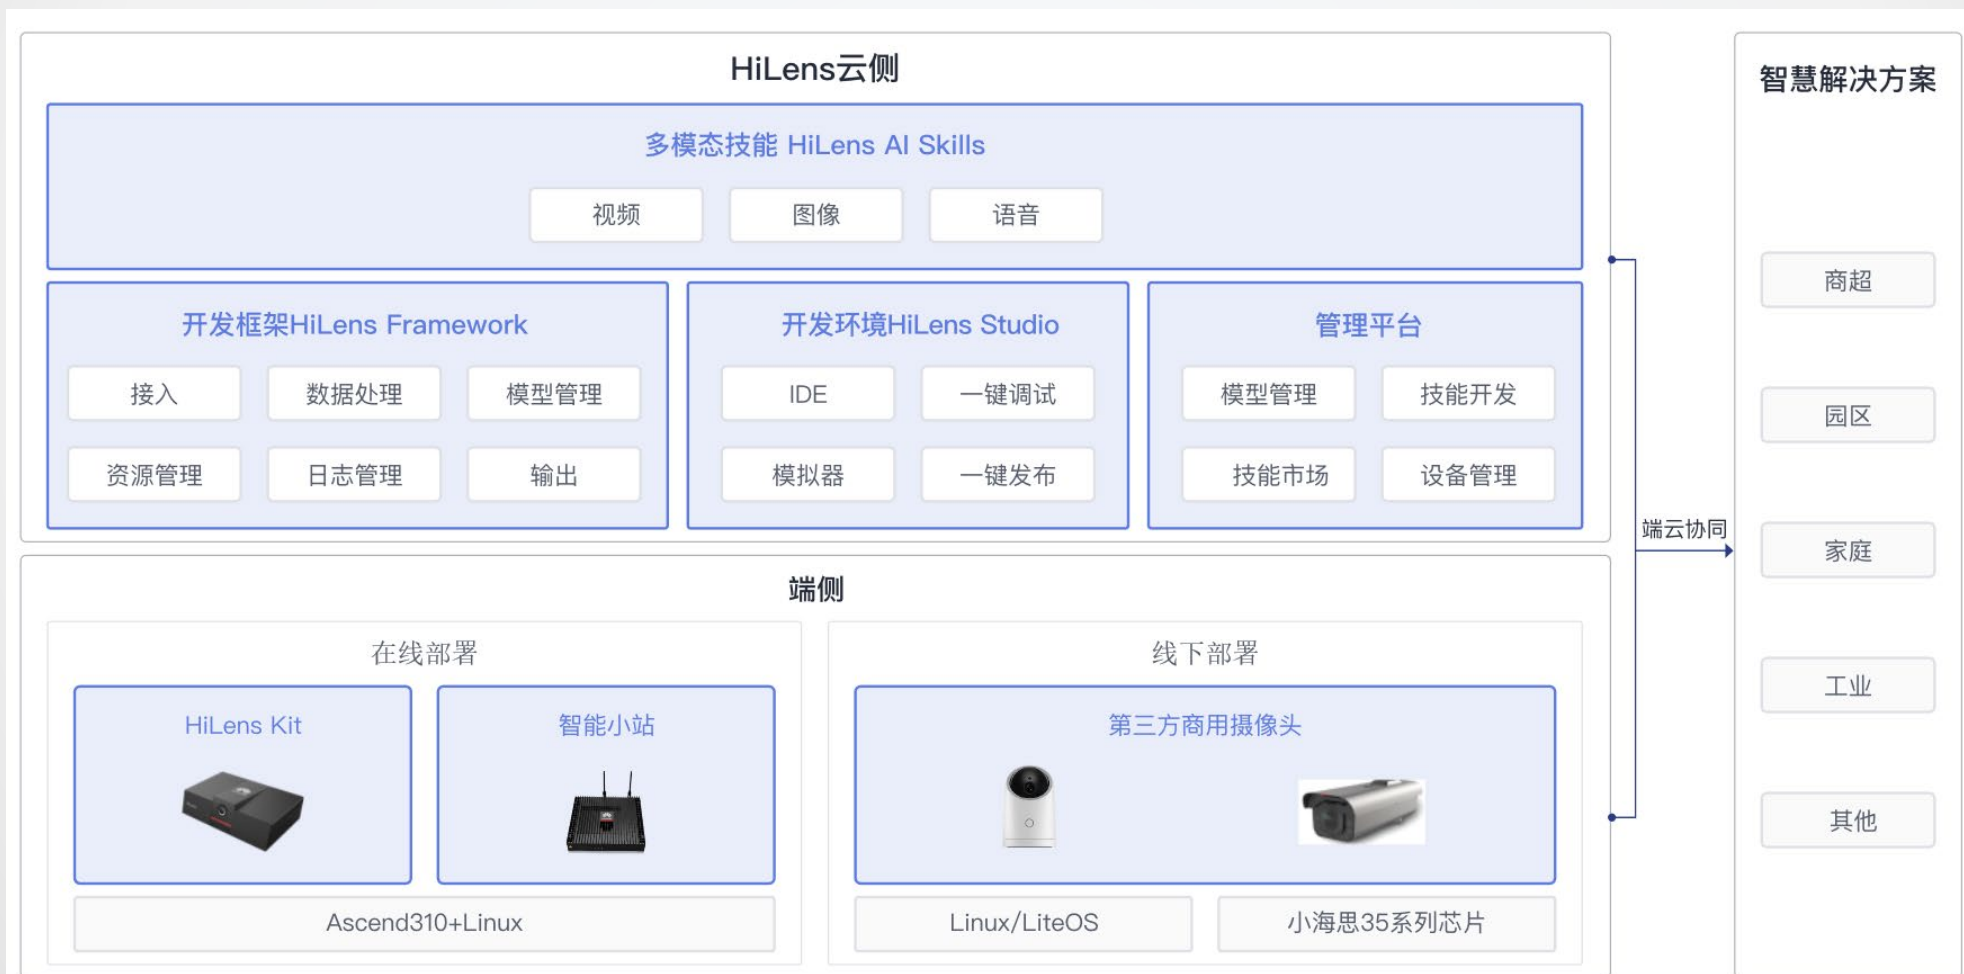 HiLens云侧
智慧解决方案
多模态技能 HiLens AI Skills
视频 图像 语音
开发框架HiLens Framework
接入 数据处理 模型管理
资源管理 日志管理 输出
开发环境HiLens Studio
IDE 一键调试
模拟器 一键发布
管理平台
模型管理 技能开发
技能市场 设备管理
端云协同
商超
园区
家庭
工业
其他
端侧
在线部署
HiLens Kit
智能小站
Ascend310+Linux
线下部署
第三方商用摄像头
Linux/LiteOS
小海思35系列芯片